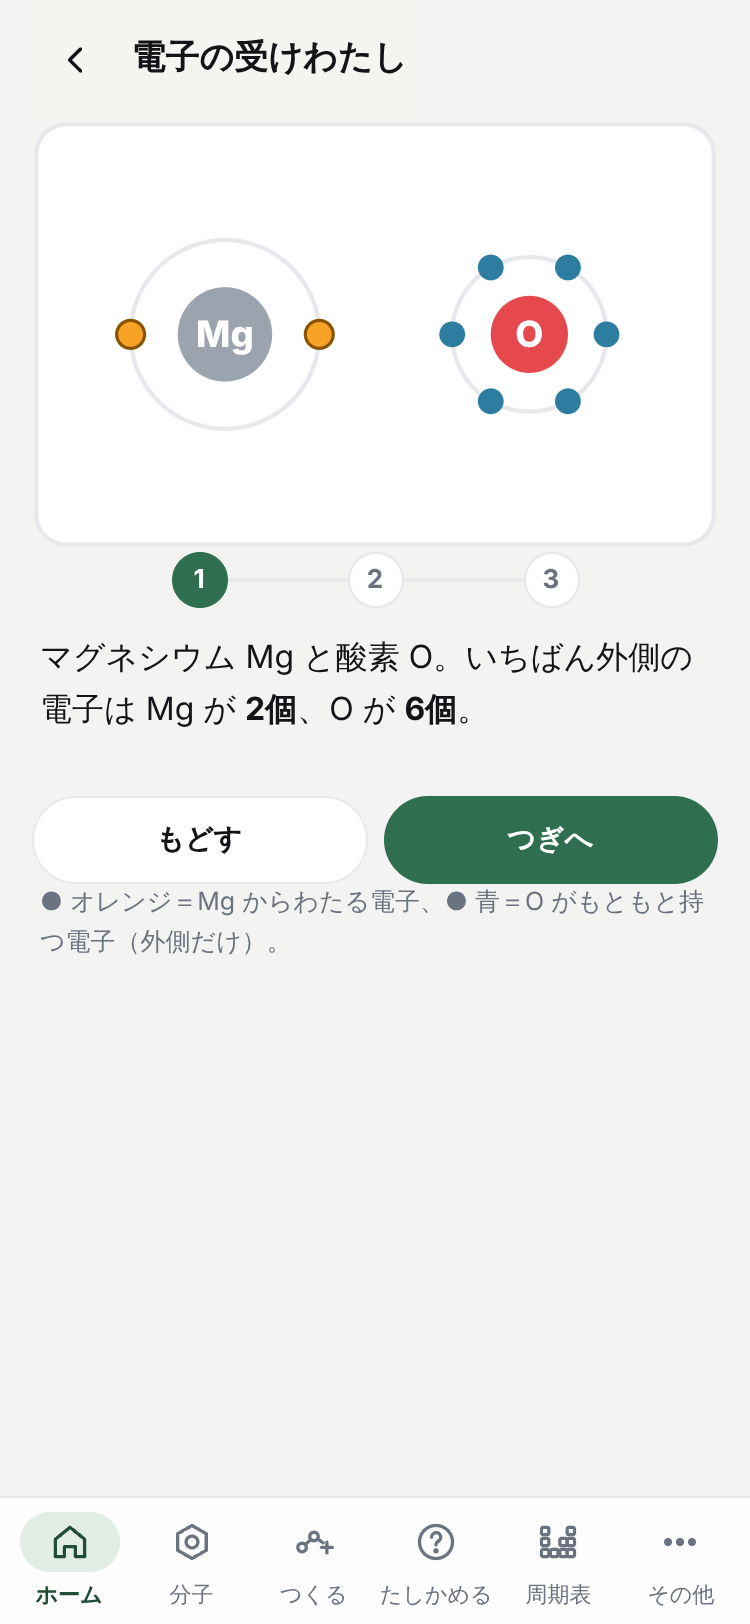 電子の受けわたし
Mg
O
1
2
3
マグネシウム Mg と酸素 O。いちばん外側の
電子は Mg が 2個、O が 6個。
もどす
つぎへ
● オレンジ＝Mg からわたる電子、● 青＝O がもともと持
つ電子（外側だけ）。
ホーム
分子
つくる
たしかめる
周期表
その他